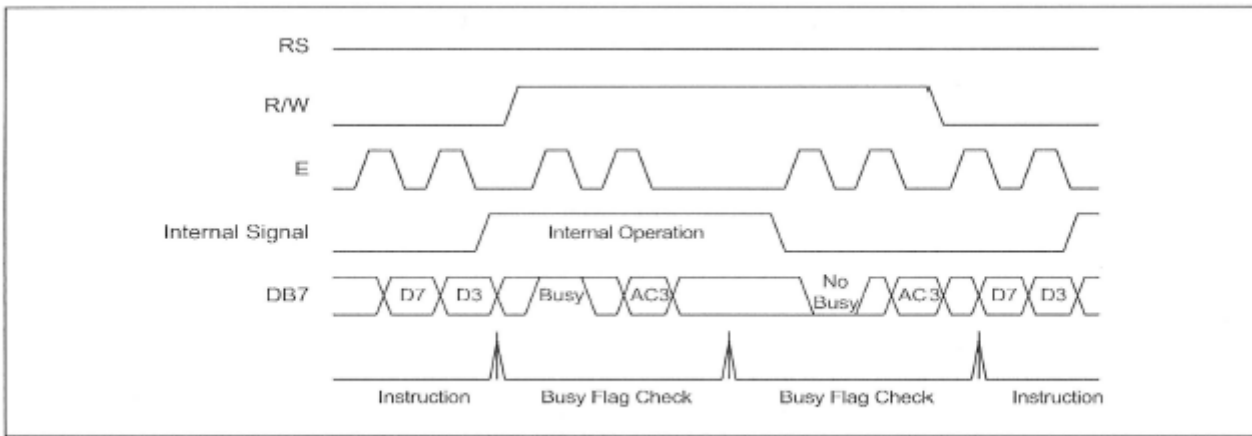 RS
R/W
E
Internal Signal
Internal Operation
DB7
D7
D3
Busy
AC3
No
Busy
AC3
D7
D3
Instruction
Busy Flag Check
Busy Flag Check
Instruction